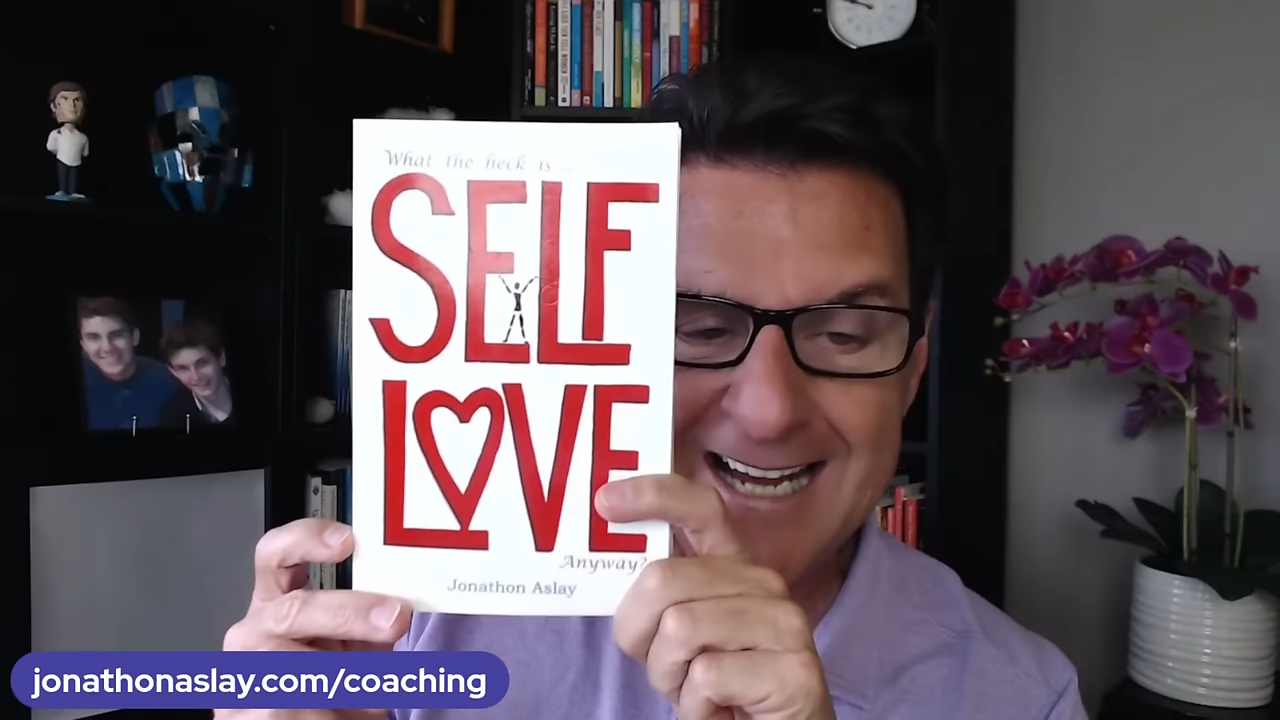 What the heck is ...
SELF
LOVE
Anyway?
Jonathon Aslay
jonathonaslay.com/coaching